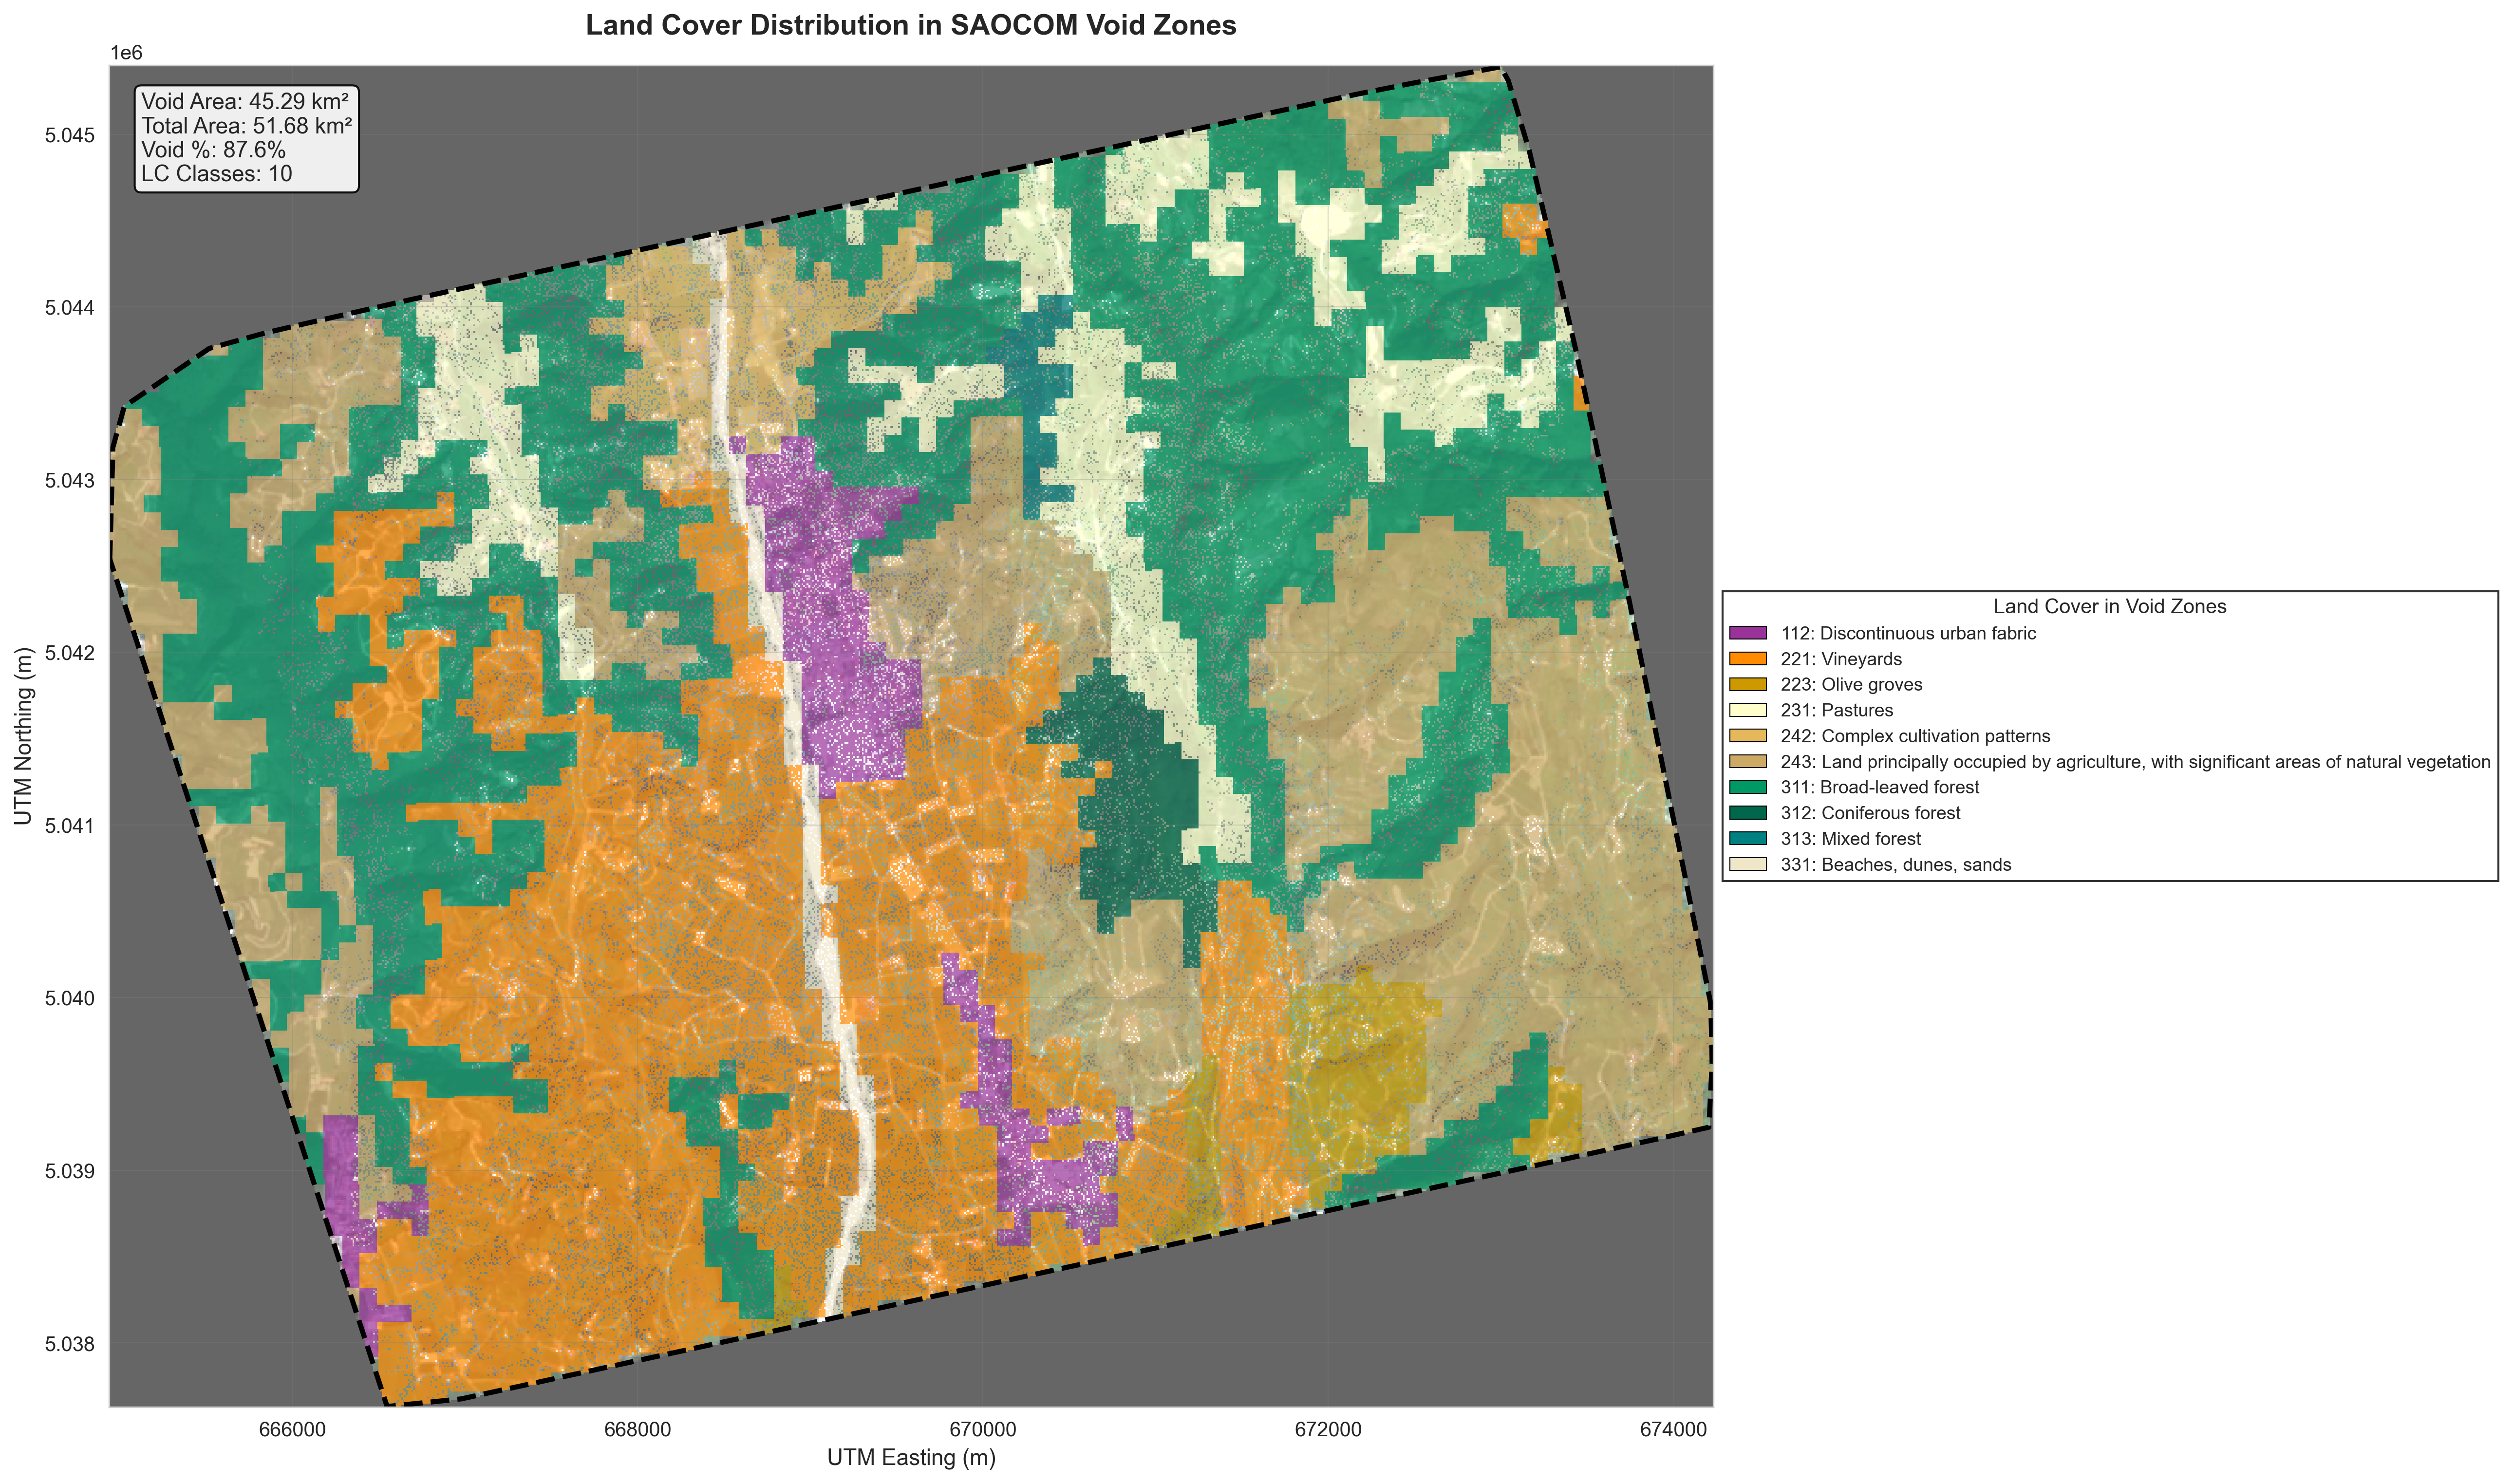 Land Cover Distribution in SAOCOM Void Zones
1e6
Void Area: 45.29 km²
Total Area: 51.68 km²
Void %: 87.6%
LC Classes: 10
5.045
5.044
5.043
5.042
5.041
5.040
5.039
5.038
UTM Northing (m)
666000
668000
670000
672000
674000
UTM Easting (m)
Land Cover in Void Zones
112: Discontinuous urban fabric
221: Vineyards
223: Olive groves
231: Pastures
242: Complex cultivation patterns
243: Land principally occupied by agriculture, with significant areas of natural vegetation
311: Broad-leaved forest
312: Coniferous forest
313: Mixed forest
331: Beaches, dunes, sands